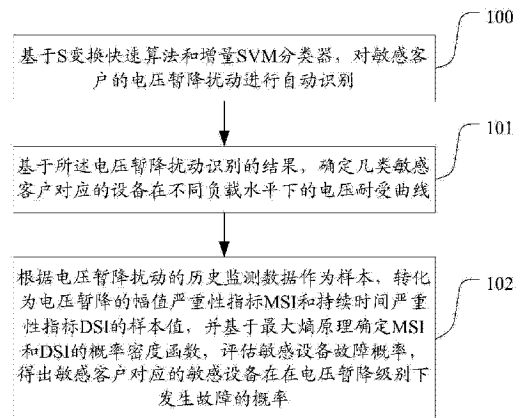 100
基于S变换快速算法和增量SVM分类器，对敏感客
户的电压暂降扰动进行自动识别
101
基于所述电压暂降扰动识别的结果，确定几类敏感
客户对应的设备在不同负载水平下的电压耐受曲线
根据电压暂降扰动的历史监测数据作为样本，转化
为电压暂降的幅值严重性指标MSI和持续时间严重
102
性指标DSI的样本值，并基于最大熵原理确定MSI
和DSI的概率密度函数，评估敏感设备故障概率，
得出敏感客户对应的敏感设备在在电压暂降级别下
发生故障的概率